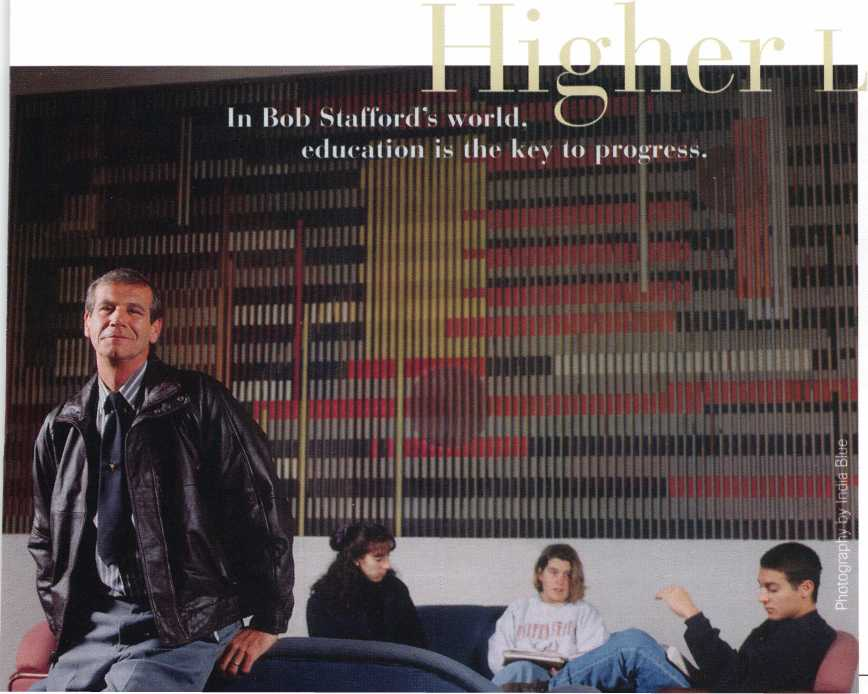 Higher L
In Bob Stafford's world,
education is the key to progress.
Photography by India Blue